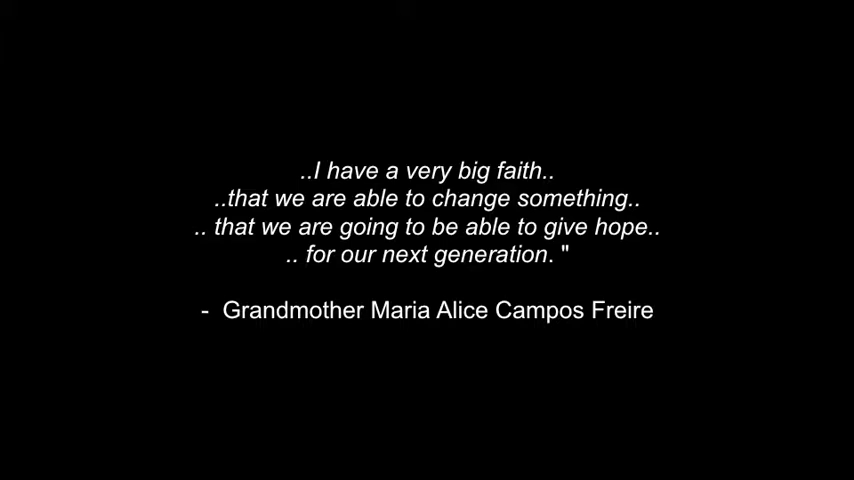 ..I have a very big faith..
..that we are able to change something..
.. that we are going to be able to give hope..
.. for our next generation. "
- Grandmother Maria Alice Campos Freire